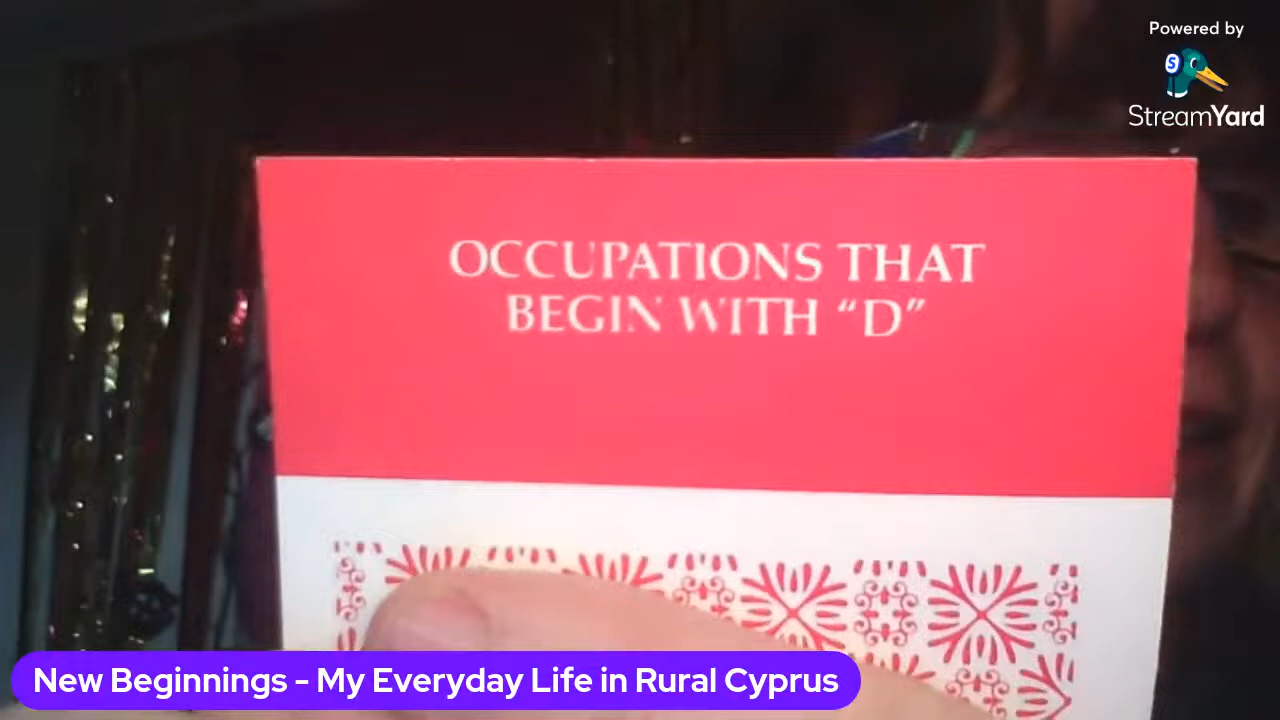 Powered by
S
StreamYard
OCCUPATIONS THAT
BEGIN WITH “D”
New Beginnings - My Everyday Life in Rural Cyprus